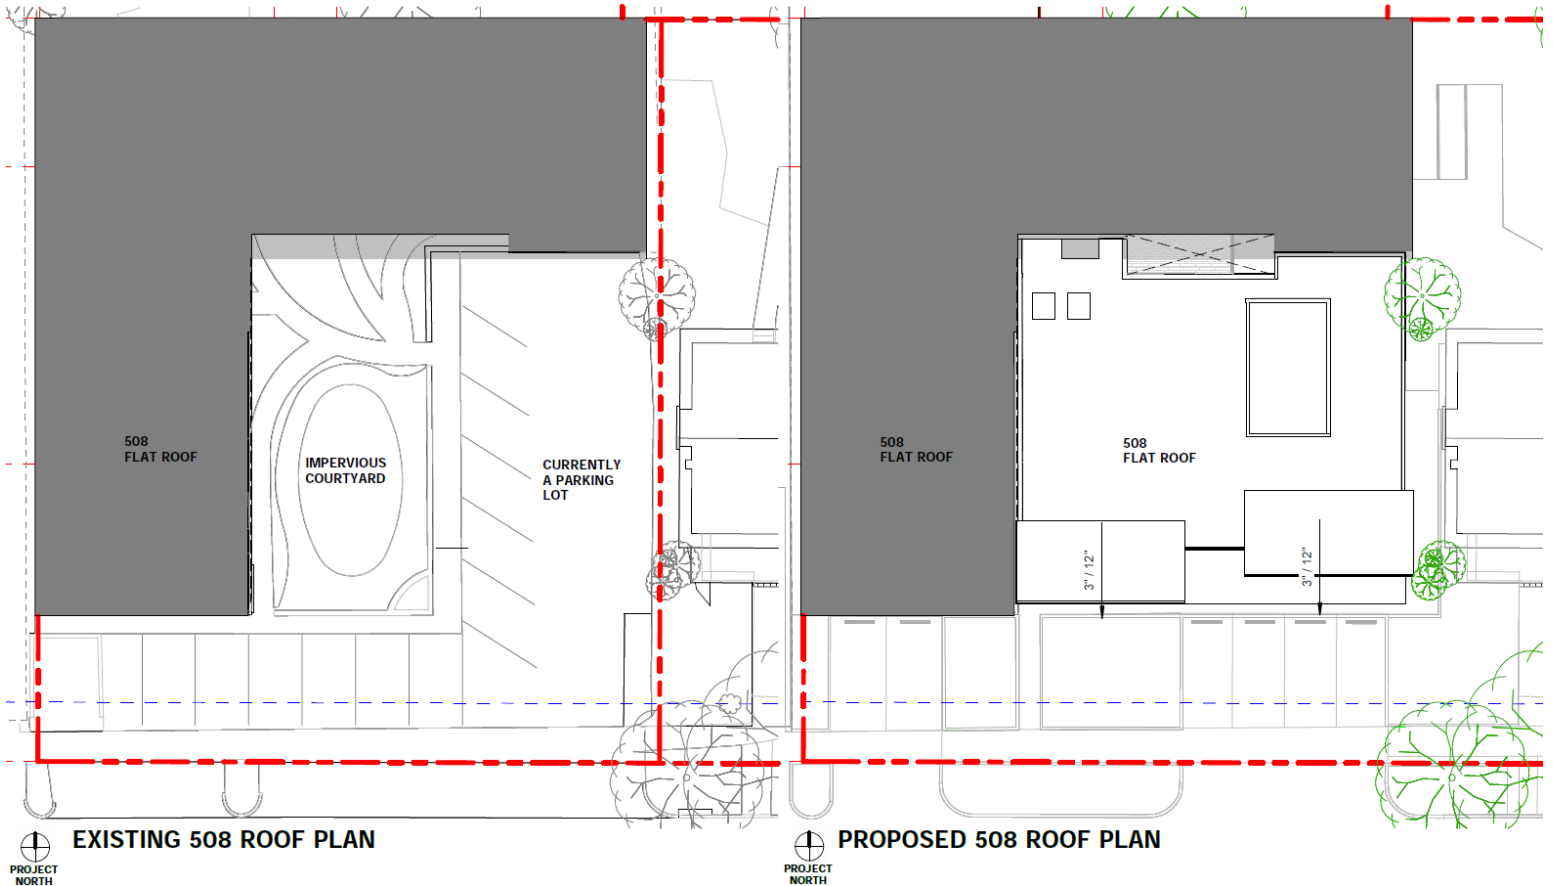 508
FLAT ROOF
IMPERVIOUS
COURTYARD
CURRENTLY
A PARKING
LOT
EXISTING 508 ROOF PLAN
PROJECT
NORTH
508
FLAT ROOF
508
FLAT ROOF
3" / 12"
3" / 12"
PROPOSED 508 ROOF PLAN
PROJECT
NORTH